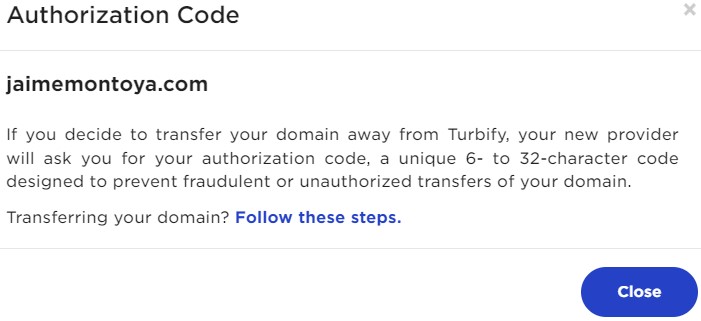 Authorization Code
×
jaimemontoya.com
If you decide to transfer your domain away from Turbify, your new provider
will ask you for your authorization code, a unique 6- to 32-character code
designed to prevent fraudulent or unauthorized transfers of your domain.
Transferring your domain? Follow these steps.
Close